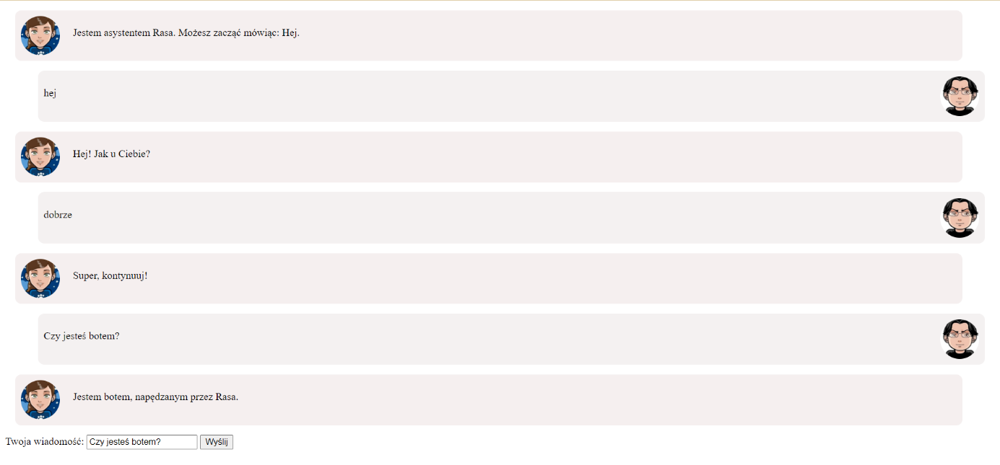 Jestem asystentem Rasa. Możesz zacząć mówiąc: Hej.
hej
Hej! Jak u Ciebie?
dobrze
Super, kontynuuj!
Czy jesteś botem?
Jestem botem, napędzanym przez Rasa.
Twoja wiadomość: Czy jesteś botem? Wyślij